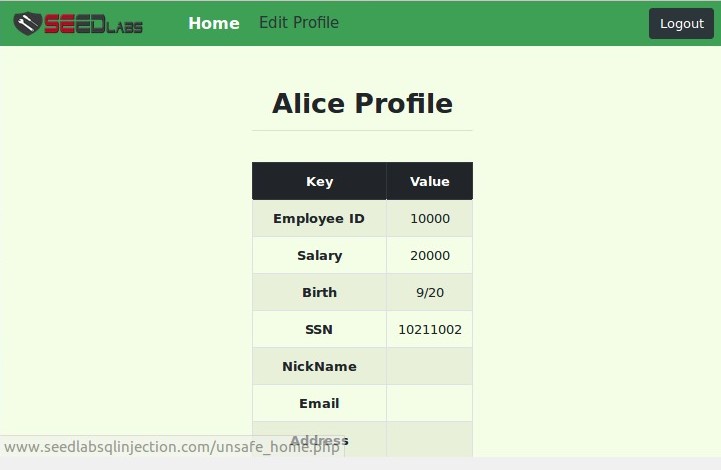 SEEDLABS Home Edit Profile Logout
Alice Profile
Key Value
Employee ID 10000
Salary 20000
Birth 9/20
SSN 10211002
NickName
Email
Address
www.seedlabsqlinjection.com/unsafe_home.php